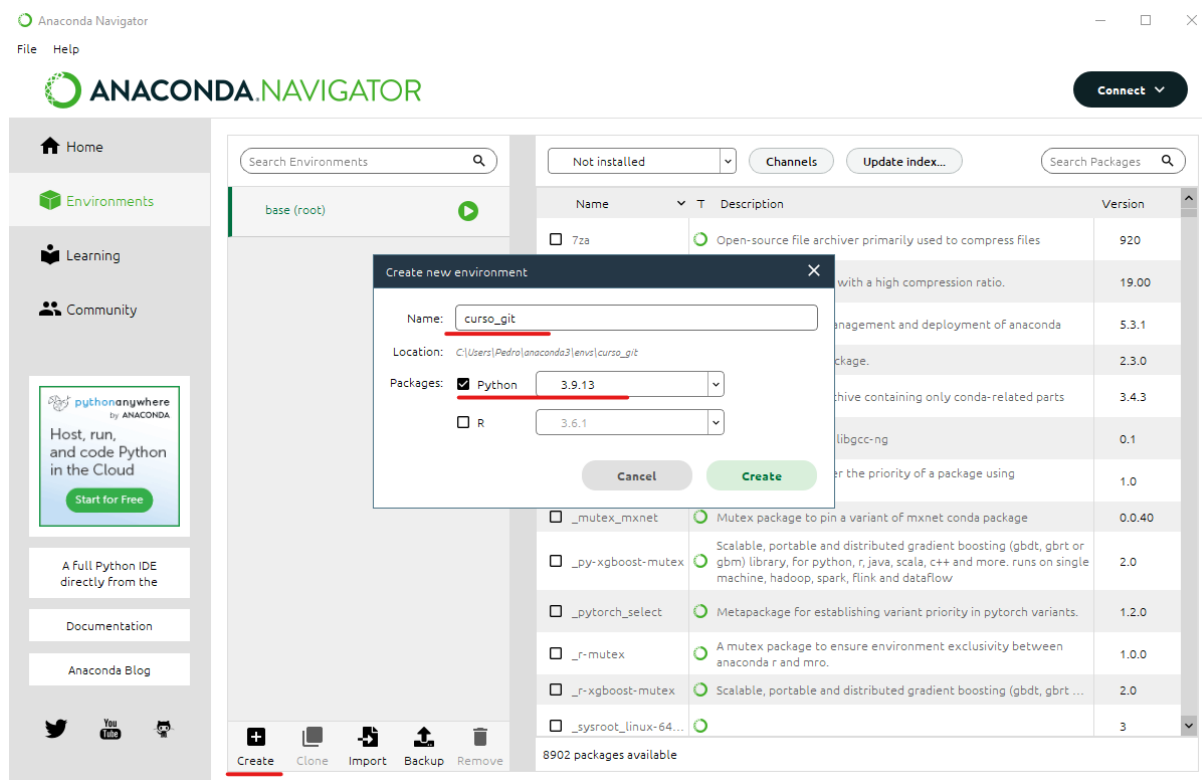 Anaconda Navigator
File Help
ANACONDA.NAVIGATOR
Connect
Home
Environments
Learning
Community
pythonanywhere
by ANACONDA
Host, run,
and code Python
in the Cloud
Start for Free
A full Python IDE
directly from the
Documentation
Anaconda Blog
You
Tube
Search Environments
base (root)
Create Clone Import Backup Remove
Not installed
Channels
Update index...
Search Packages
Name T Description Version
7za Open-source file archiver primarily used to compress files 920
with a high compression ratio. 19.00
management and deployment of anaconda 5.3.1
2.3.0
containing only conda-related parts 3.4.3
libgcc-ng 0.1
the priority of a package using 1.0
_mutex_mxnet Mutex package to pin a variant of mxnet conda package 0.0.40
_py-xgboost-mutex Scalable, portable and distributed gradient boosting (gbdt, gbrt or
gbm) library, for python, r, java, scala, c++ and more. runs on single
machine, hadoop, spark, flink and dataflow 2.0
_pytorch_select Metapackage for establishing variant priority in pytorch variants. 1.2.0
_r-mutex A mutex package to ensure environment exclusivity between
anaconda r and mro. 1.0.0
_r-xgboost-mutex Scalable, portable and distributed gradient boosting (gbdt, gbrt ... 2.0
_sysroot_linux-64... 3
8902 packages available
Create new environment
Name: curso_git
Location: C:\Users\Pedro\anaconda3\envs\curso_git
Packages: Python 3.9.13
R 3.6.1
Cancel Create